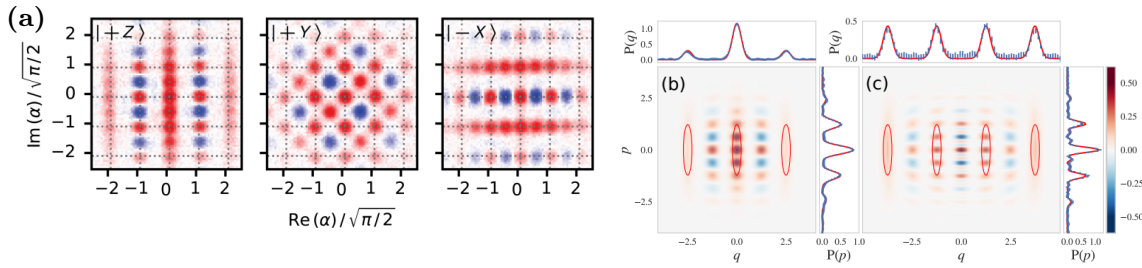 (a)
|+Z⟩
|+Y⟩
|−X⟩
Im(α)/√π/2
2
1
0
−1
−2
−2 −1 0 1 2
−2 −1 0 1 2
−2 −1 0 1 2
Re(α)/√π/2
P(q)
1.0
0.5
0.0
P(q)
0.5
0.0
(b)
(c)
p
2.5
0.0
−2.5
−2.5 0.0 2.5
q
0.0 0.5 1.0
P(p)
−2.5 0.0 2.5
q
0.0 0.5 1.0
P(p)
0.50
0.25
0.00
−0.25
−0.50